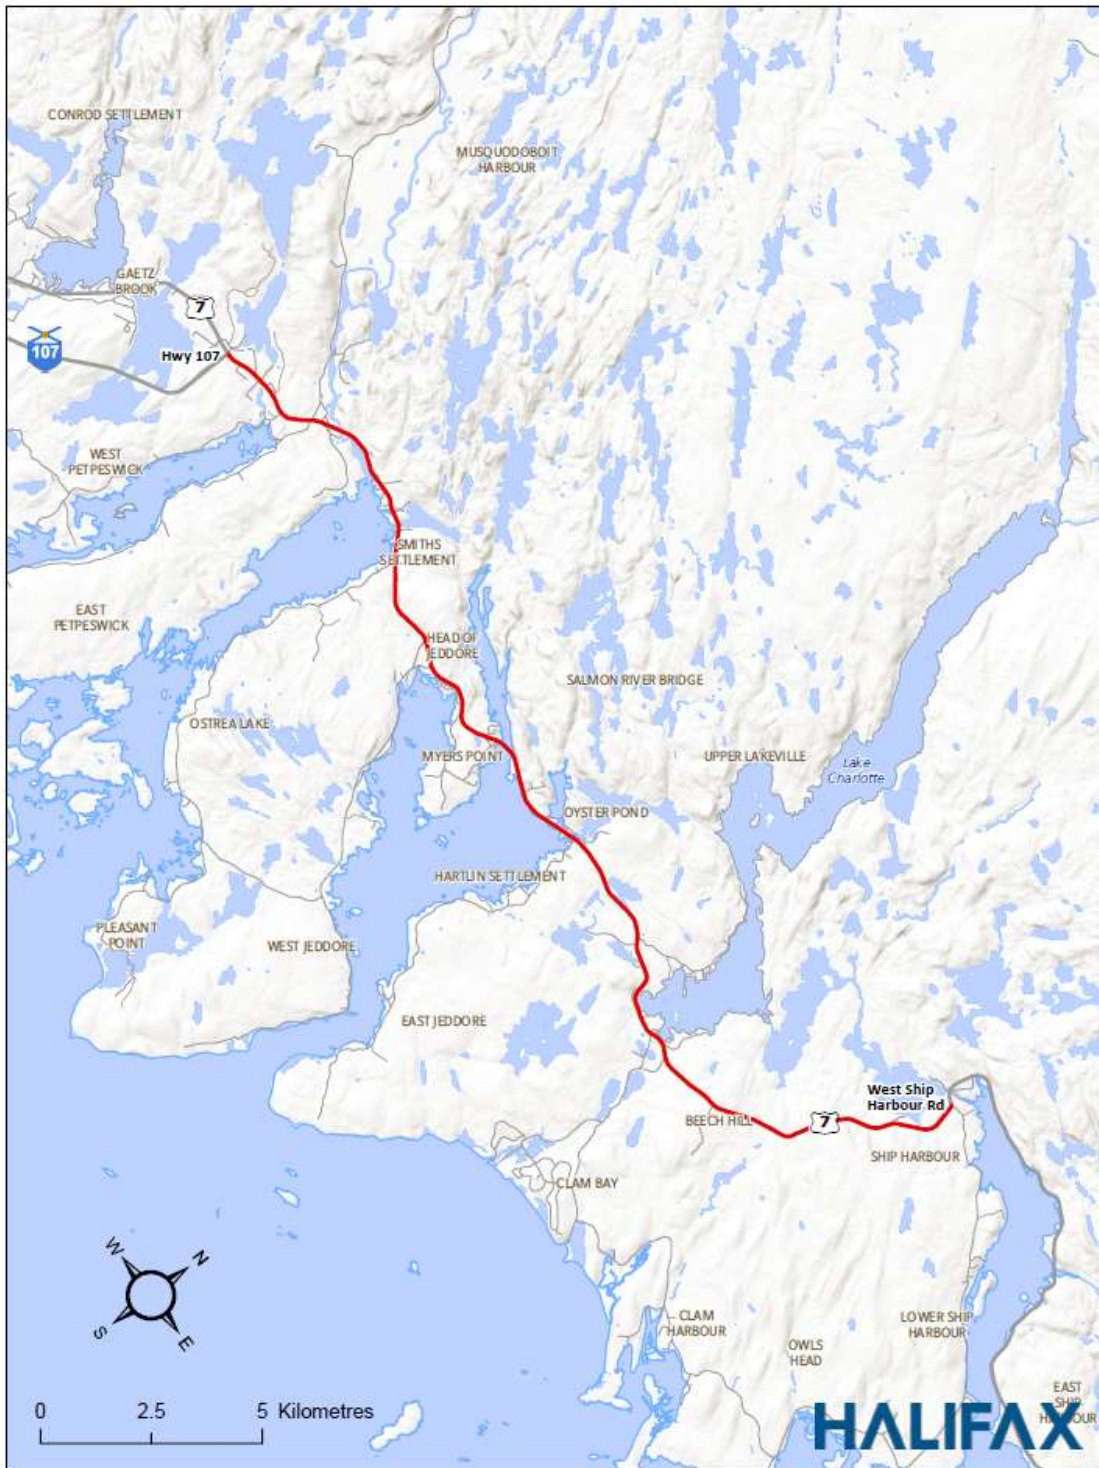 CONROD SETTLEMENT
MUSQUODOBOIT
HARBOUR
GAETZ
BROOK
7
107
Hwy 107
WEST
PETPESWICK
SMITHS
SETTLEMENT
EAST
PETPESWICK
HEAD OF
JEDDORE
SALMON RIVER BRIDGE
OSTREA LAKE
MYERS POINT
UPPER LAKEVILLE
Lake
Charlotte
OYSTER POND
HARTLIN SETTLEMENT
PLEASANT
POINT
WEST JEDDORE
EAST JEDDORE
West Ship
Harbour Rd
BEECH HILL
7
SHIP HARBOUR
CLAM BAY
W
N
S
E
CLAM
HARBOUR
LOWER SHIP
HARBOUR
OWLS
HEAD
EAST
SHIP
HARBOUR
0 2.5 5 Kilometres
HALIFAX